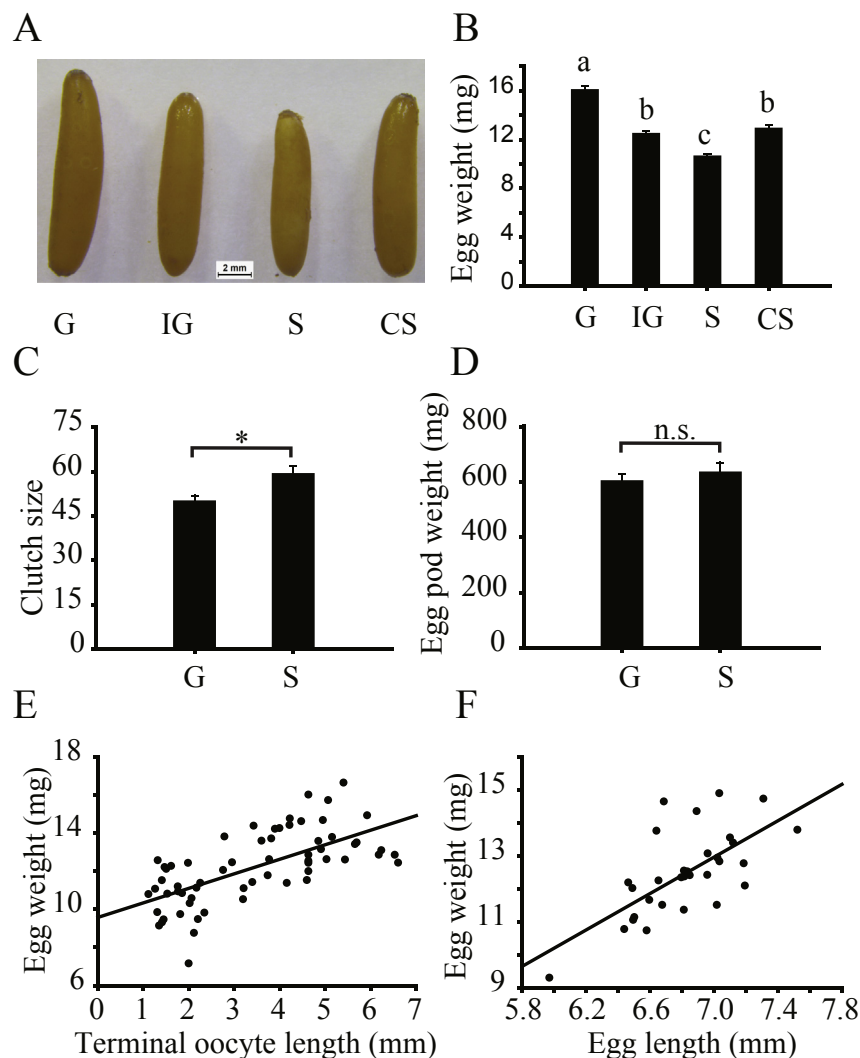 A
2 mm
G IG S CS
B
Egg weight (mg)
16
12
8
4
0
a b c b
G IG S CS
C
Clutch size
75
60
45
30
15
0
*
G S
D
Egg pod weight (mg)
800
600
400
200
0
n.s.
G S
E
Egg weight (mg)
18
14
10
6
0 1 2 3 4 5 6 7
Terminal oocyte length (mm)
F
Egg weight (mg)
15
13
11
9
5.8 6.2 6.6 7.0 7.4 7.8
Egg length (mm)